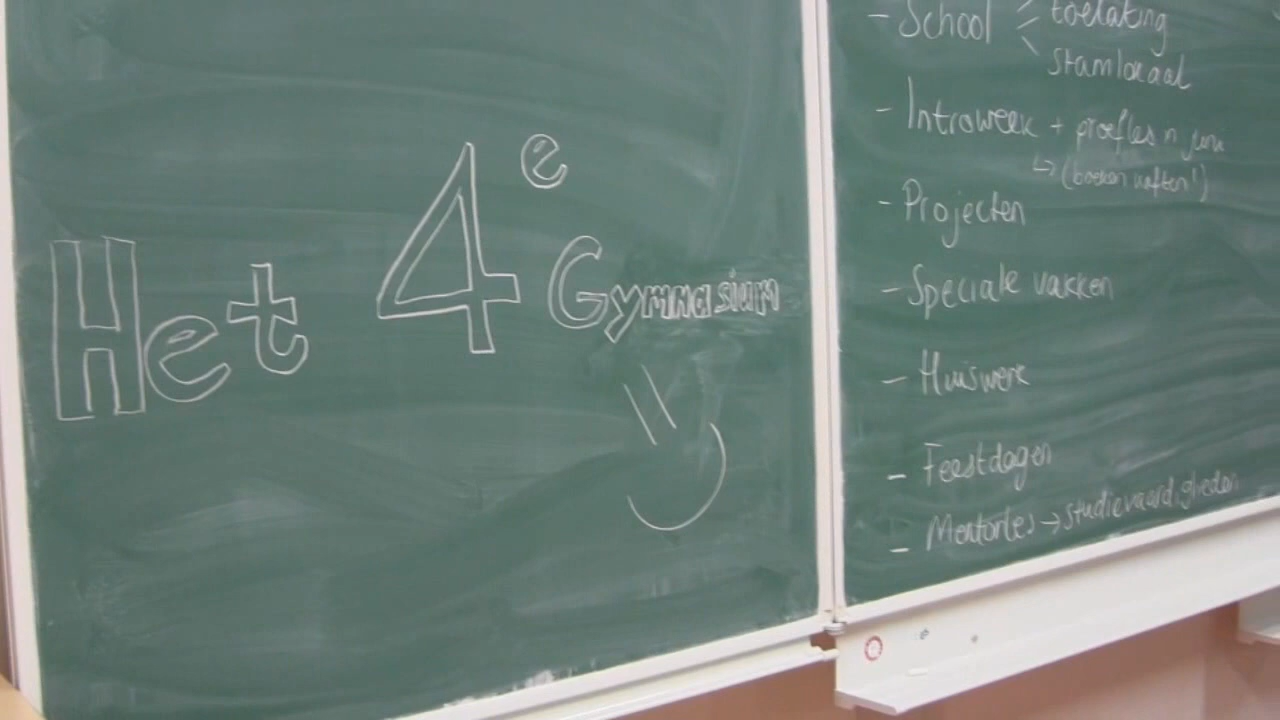 Het 4e Gymnasium
- School toelating
stamlokaal
- Introweek + proefles n juni
↳ (boeken kaften!)
- Projecten
- Speciale vakken
- Huiswerk
- Feestdagen
- Mentorles → studievaardigheden